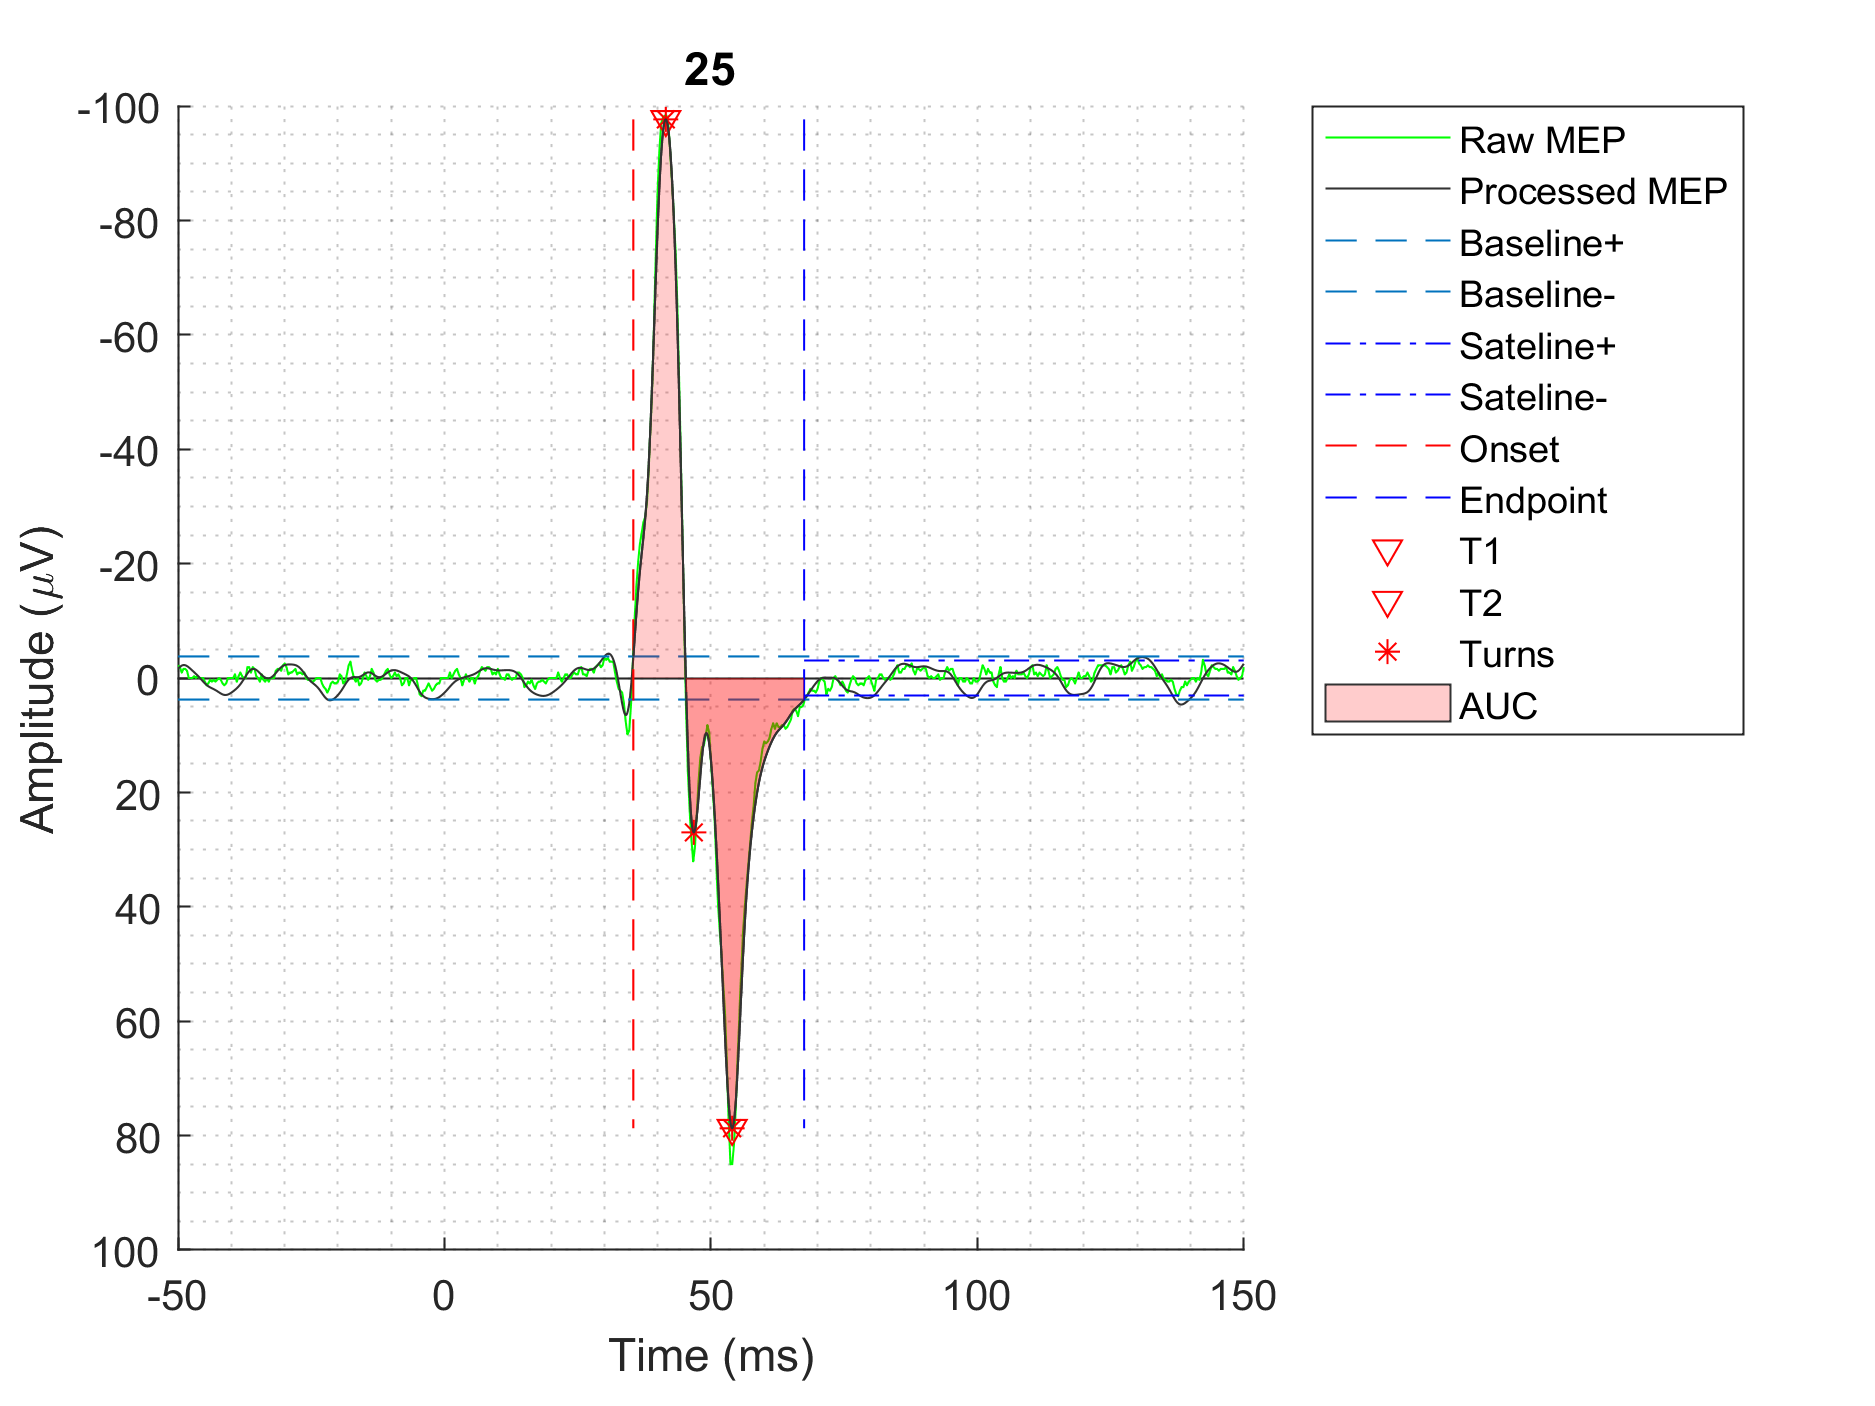 25
-100
-80
-60
-40
-20
0
20
40
60
80
100
Amplitude (μV)
-50 0 50 100 150
Time (ms)
Raw MEP
Processed MEP
Baseline+
Baseline-
Sateline+
Sateline-
Onset
Endpoint
T1
T2
Turns
AUC